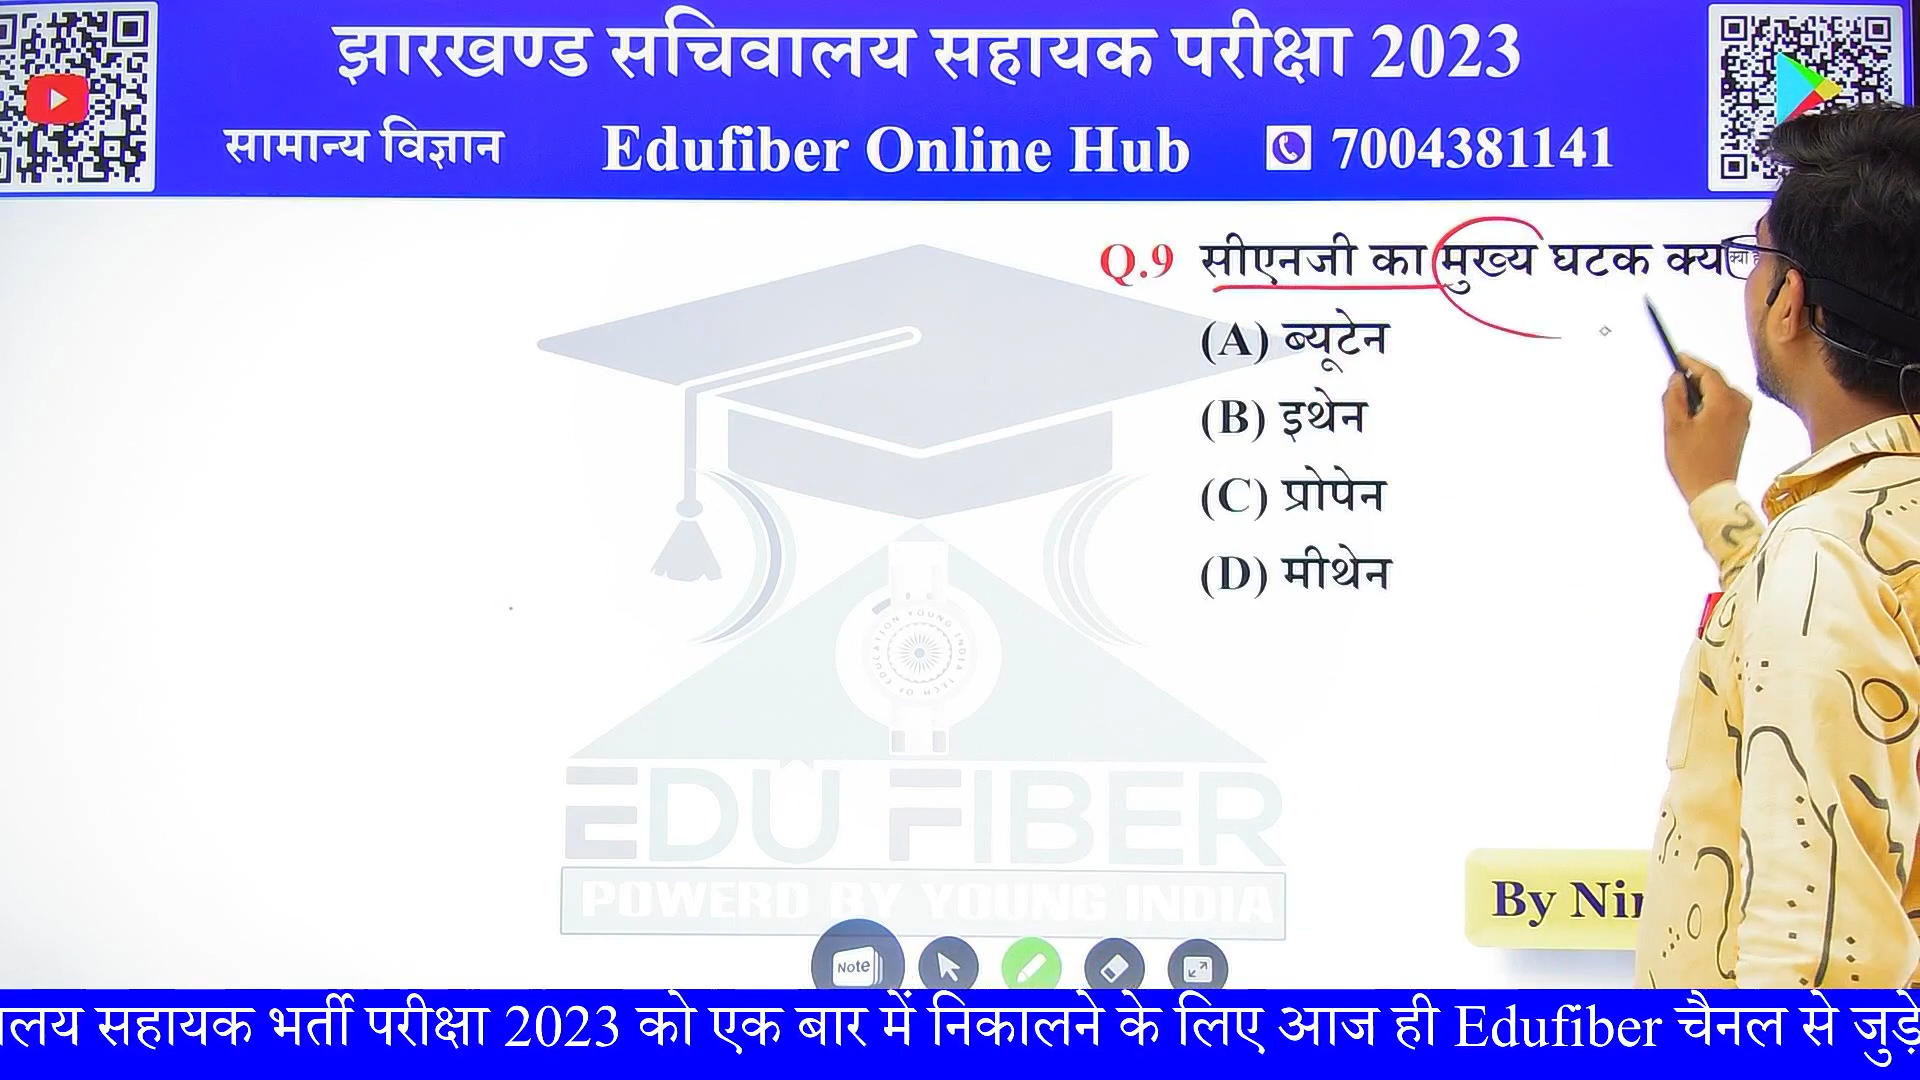 झारखण्ड सचिवालय सहायक परीक्षा 2023
सामान्य विज्ञान Edufiber Online Hub 7004381141
Q.9 सीएनजी का मुख्य घटक क्य
(A) ब्यूटेन
(B) इथेन
(C) प्रोपेन
(D) मीथेन
EDU FIBER
POWERD BY YOUNG INDIA
By Nir
Note
लय सहायक भर्ती परीक्षा 2023 को एक बार में निकालने के लिए आज ही Edufiber चैनल से जुड़े